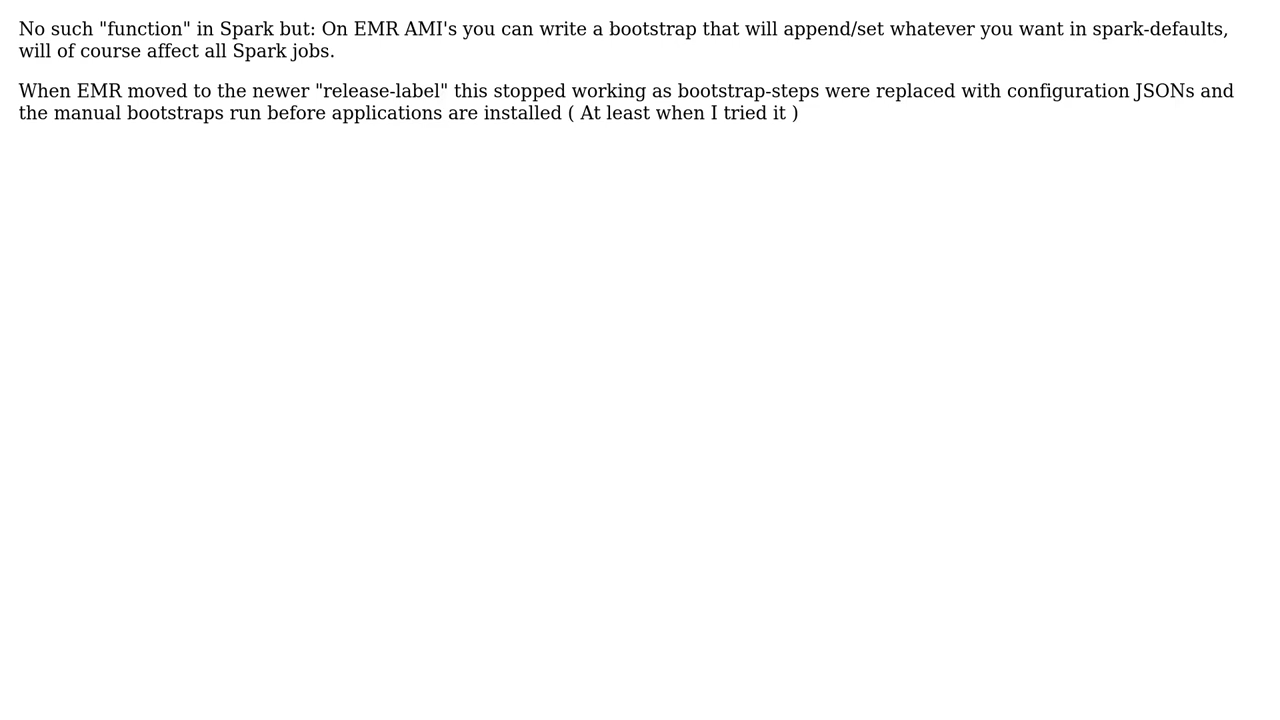 No such "function" in Spark but: On EMR AMI's you can write a bootstrap that will append/set whatever you want in spark-defaults,
will of course affect all Spark jobs.
When EMR moved to the newer "release-label" this stopped working as bootstrap-steps were replaced with configuration JSONs and
the manual bootstraps run before applications are installed ( At least when I tried it )